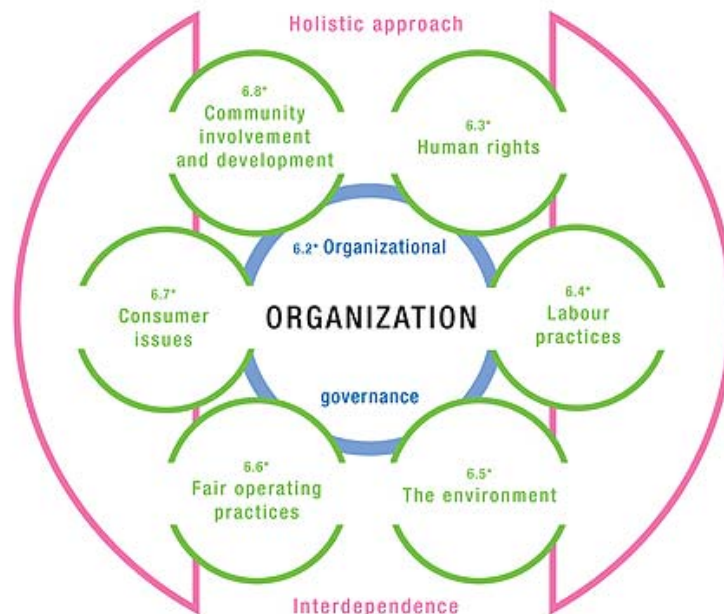 Holistic approach
6.8*
Community
involvement
and development
6.3*
Human rights
6.2* Organizational
6.7*
Consumer
issues
ORGANIZATION
6.4*
Labour
practices
governance
6.6*
Fair operating
practices
6.5*
The environment
Interdependence